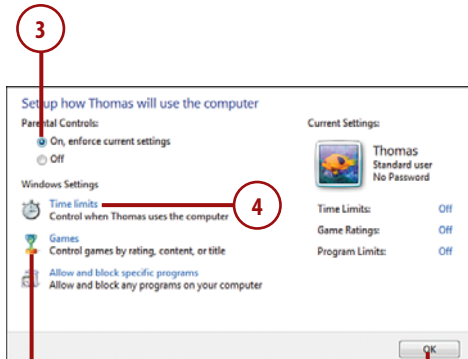 3
Set up how Thomas will use the computer
Parental Controls:
On, enforce current settings
Off
Windows Settings
Time limits
Control when Thomas uses the computer
4
Games
Control games by rating, content, or title
Allow and block specific programs
Allow and block any programs on your computer
Current Settings:
Thomas
Standard user
No Password
Time Limits: Off
Game Ratings: Off
Program Limits: Off
OK